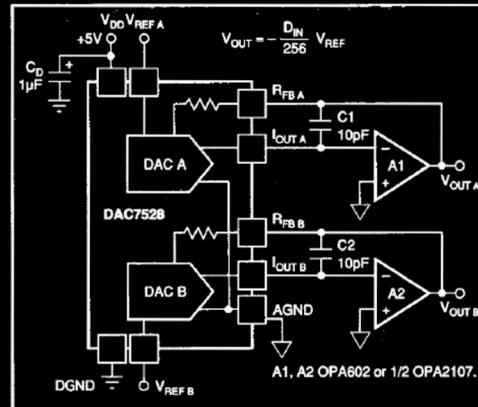 V_DD V_REF A
+5V
V_OUT = - D_IN/256 V_REF
C_D
+
1µF
R_FB A
C1
10pF
I_OUT A
DAC A
−
+
A1
V_OUT A
DAC7528
R_FB B
C2
10pF
I_OUT B
DAC B
−
+
A2
V_OUT B
AGND
DGND
V_REF B
A1, A2 OPA602 or 1/2 OPA2107.